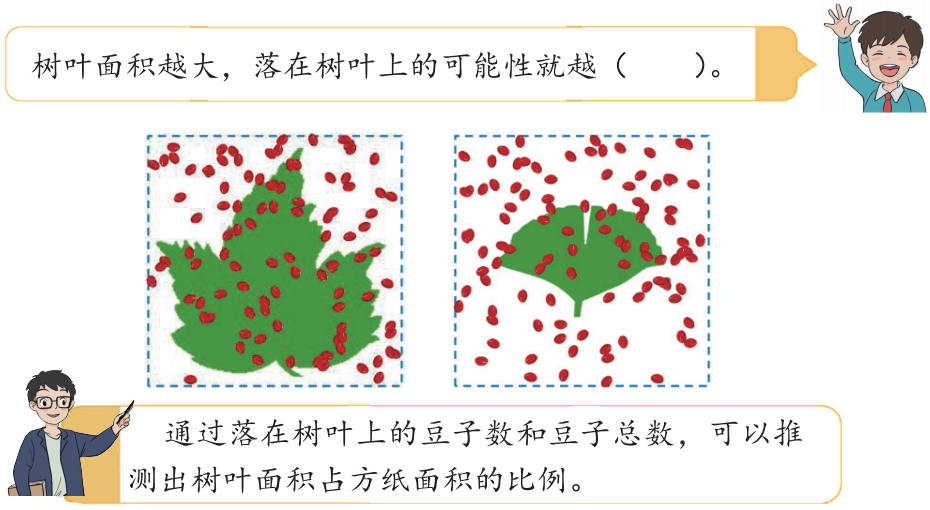 树叶面积越大，落在树叶上的可能性就越（　　）。
通过落在树叶上的豆子数和豆子总数，可以推
测出树叶面积占方纸面积的比例。